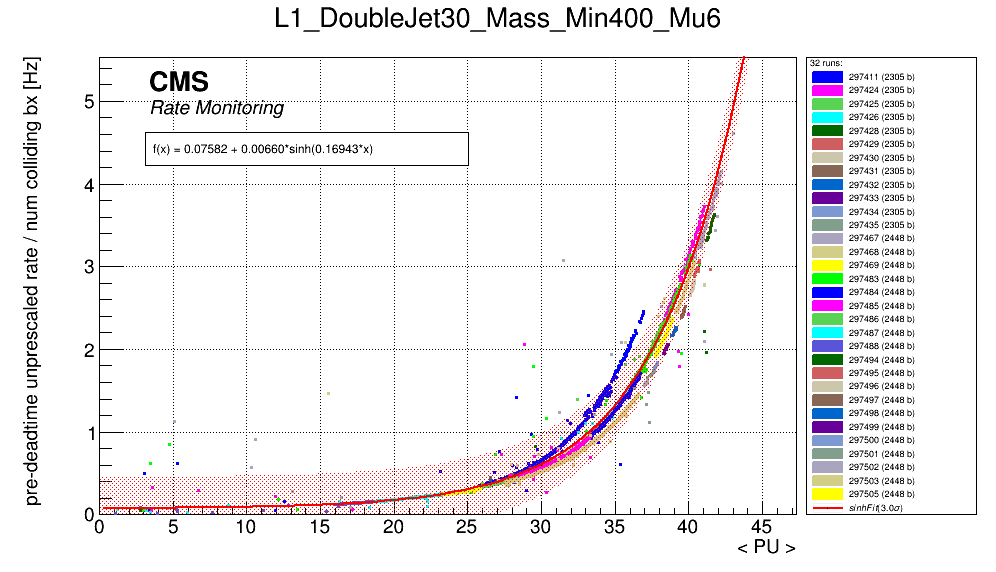 L1_DoubleJet30_Mass_Min400_Mu6
pre-deadtime unprescaled rate / num colliding bx [Hz]
CMS
Rate Monitoring
f(x) = 0.07582 + 0.00660*sinh(0.16943*x)
5
4
3
2
1
0
0 5 10 15 20 25 30 35 40 45
< PU >
32 runs:
297411 (2305 b)
297424 (2305 b)
297425 (2305 b)
297426 (2305 b)
297428 (2305 b)
297429 (2305 b)
297430 (2305 b)
297431 (2305 b)
297432 (2305 b)
297433 (2305 b)
297434 (2305 b)
297435 (2305 b)
297467 (2448 b)
297468 (2448 b)
297469 (2448 b)
297483 (2448 b)
297484 (2448 b)
297485 (2448 b)
297486 (2448 b)
297487 (2448 b)
297488 (2448 b)
297494 (2448 b)
297495 (2448 b)
297496 (2448 b)
297497 (2448 b)
297498 (2448 b)
297499 (2448 b)
297500 (2448 b)
297501 (2448 b)
297502 (2448 b)
297503 (2448 b)
297505 (2448 b)
sinhFit(3.0σ)